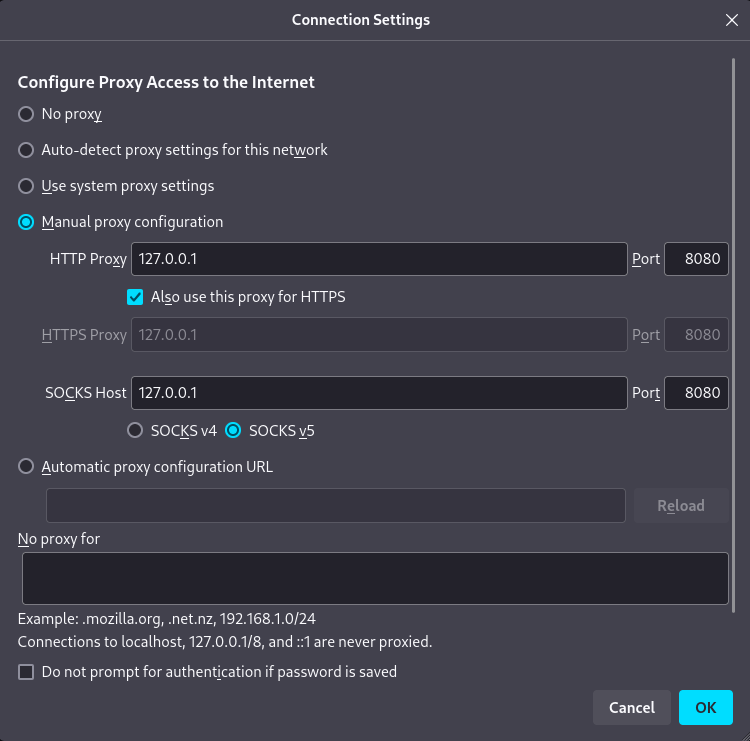 Connection Settings
Configure Proxy Access to the Internet
No proxy
Auto-detect proxy settings for this network
Use system proxy settings
Manual proxy configuration
HTTP Proxy 127.0.0.1 Port 8080
Also use this proxy for HTTPS
HTTPS Proxy 127.0.0.1 Port 8080
SOCKS Host 127.0.0.1 Port 8080
SOCKS v4 SOCKS v5
Automatic proxy configuration URL
Reload
No proxy for
Example: .mozilla.org, .net.nz, 192.168.1.0/24
Connections to localhost, 127.0.0.1/8, and ::1 are never proxied.
Do not prompt for authentication if password is saved
Cancel OK